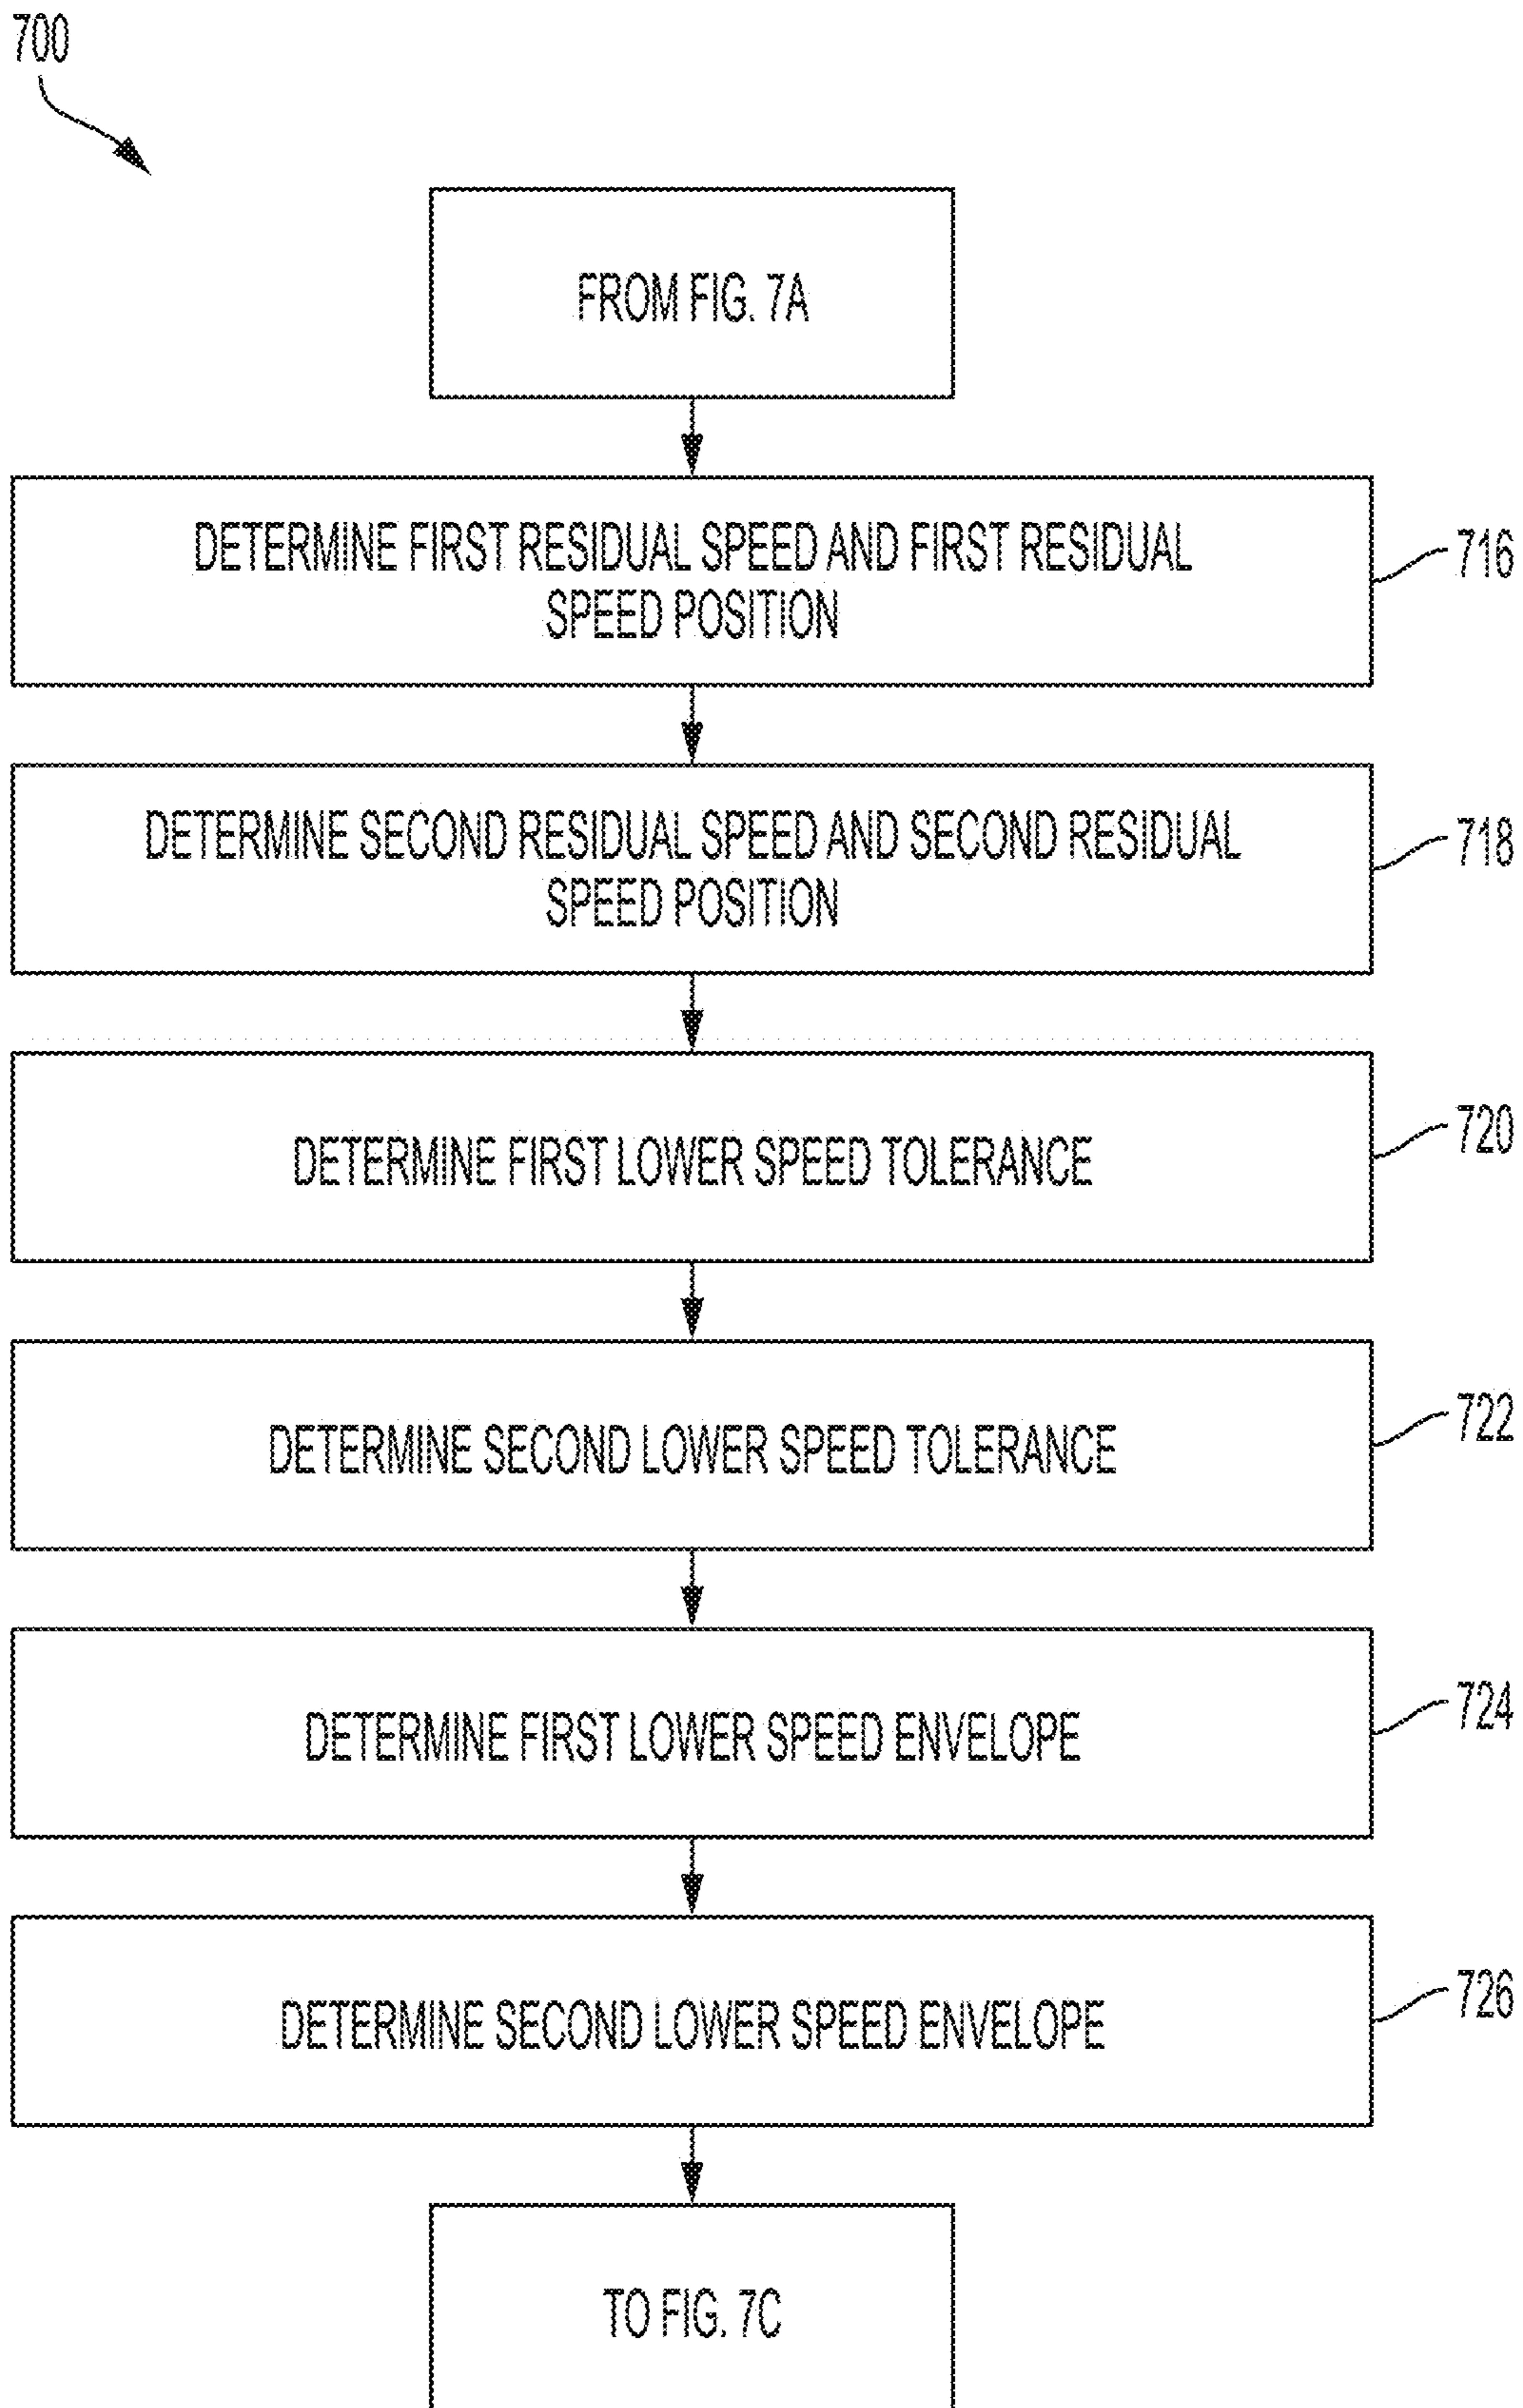 700
FROM FIG. 7A
DETERMINE FIRST RESIDUAL SPEED AND FIRST RESIDUAL
SPEED POSITION
716
DETERMINE SECOND RESIDUAL SPEED AND SECOND RESIDUAL
SPEED POSITION
718
DETERMINE FIRST LOWER SPEED TOLERANCE
720
DETERMINE SECOND LOWER SPEED TOLERANCE
722
DETERMINE FIRST LOWER SPEED ENVELOPE
724
DETERMINE SECOND LOWER SPEED ENVELOPE
726
TO FIG. 7C